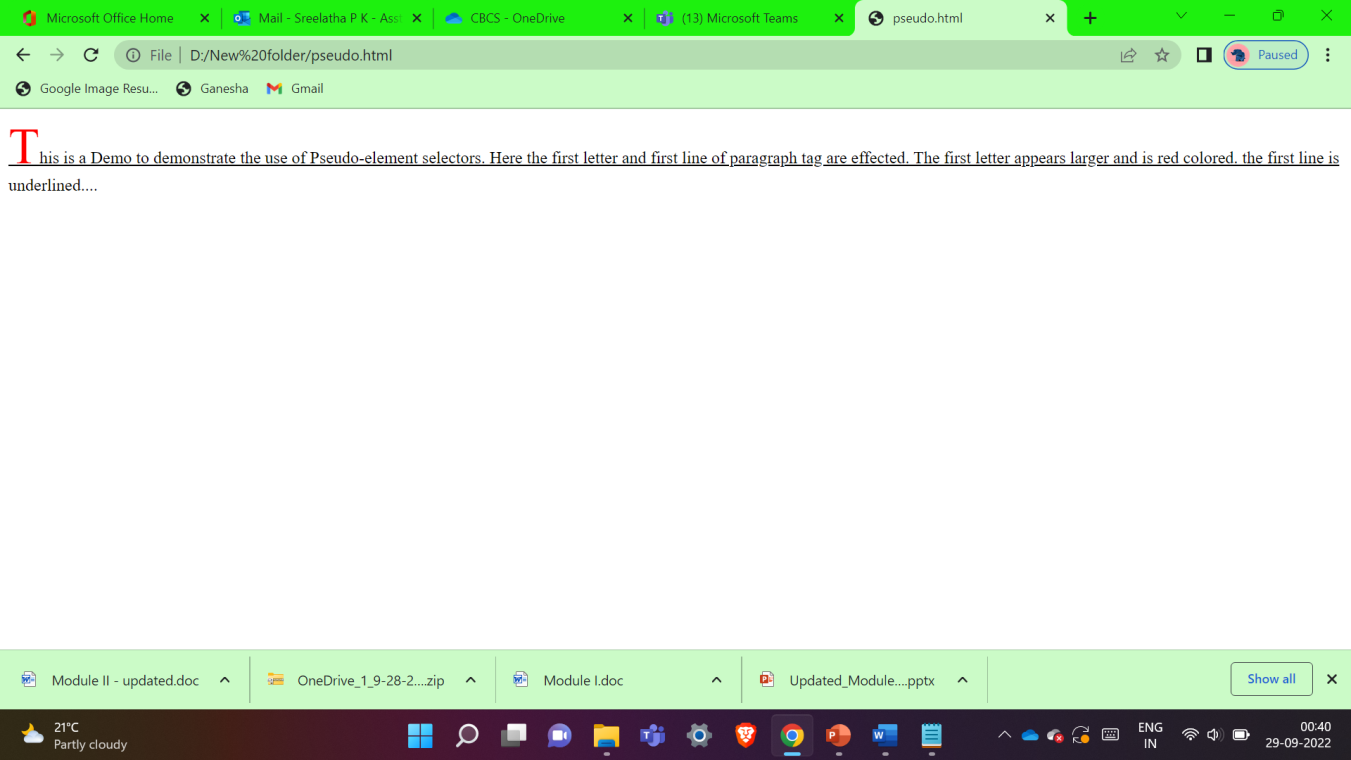 Microsoft Office Home
Mail - Sreelatha P K - Asst
CBCS - OneDrive
(13) Microsoft Teams
pseudo.html
File | D:/New%20folder/pseudo.html
Paused
Google Image Resu...
Ganesha
Gmail
This is a Demo to demonstrate the use of Pseudo-element selectors. Here the first letter and first line of paragraph tag are effected. The first letter appears larger and is red colored. the first line is
underlined....
Module II - updated.doc
OneDrive_1_9-28-2....zip
Module I.doc
Updated_Module....pptx
Show all
21°C
Partly cloudy
ENG
IN
00:40
29-09-2022